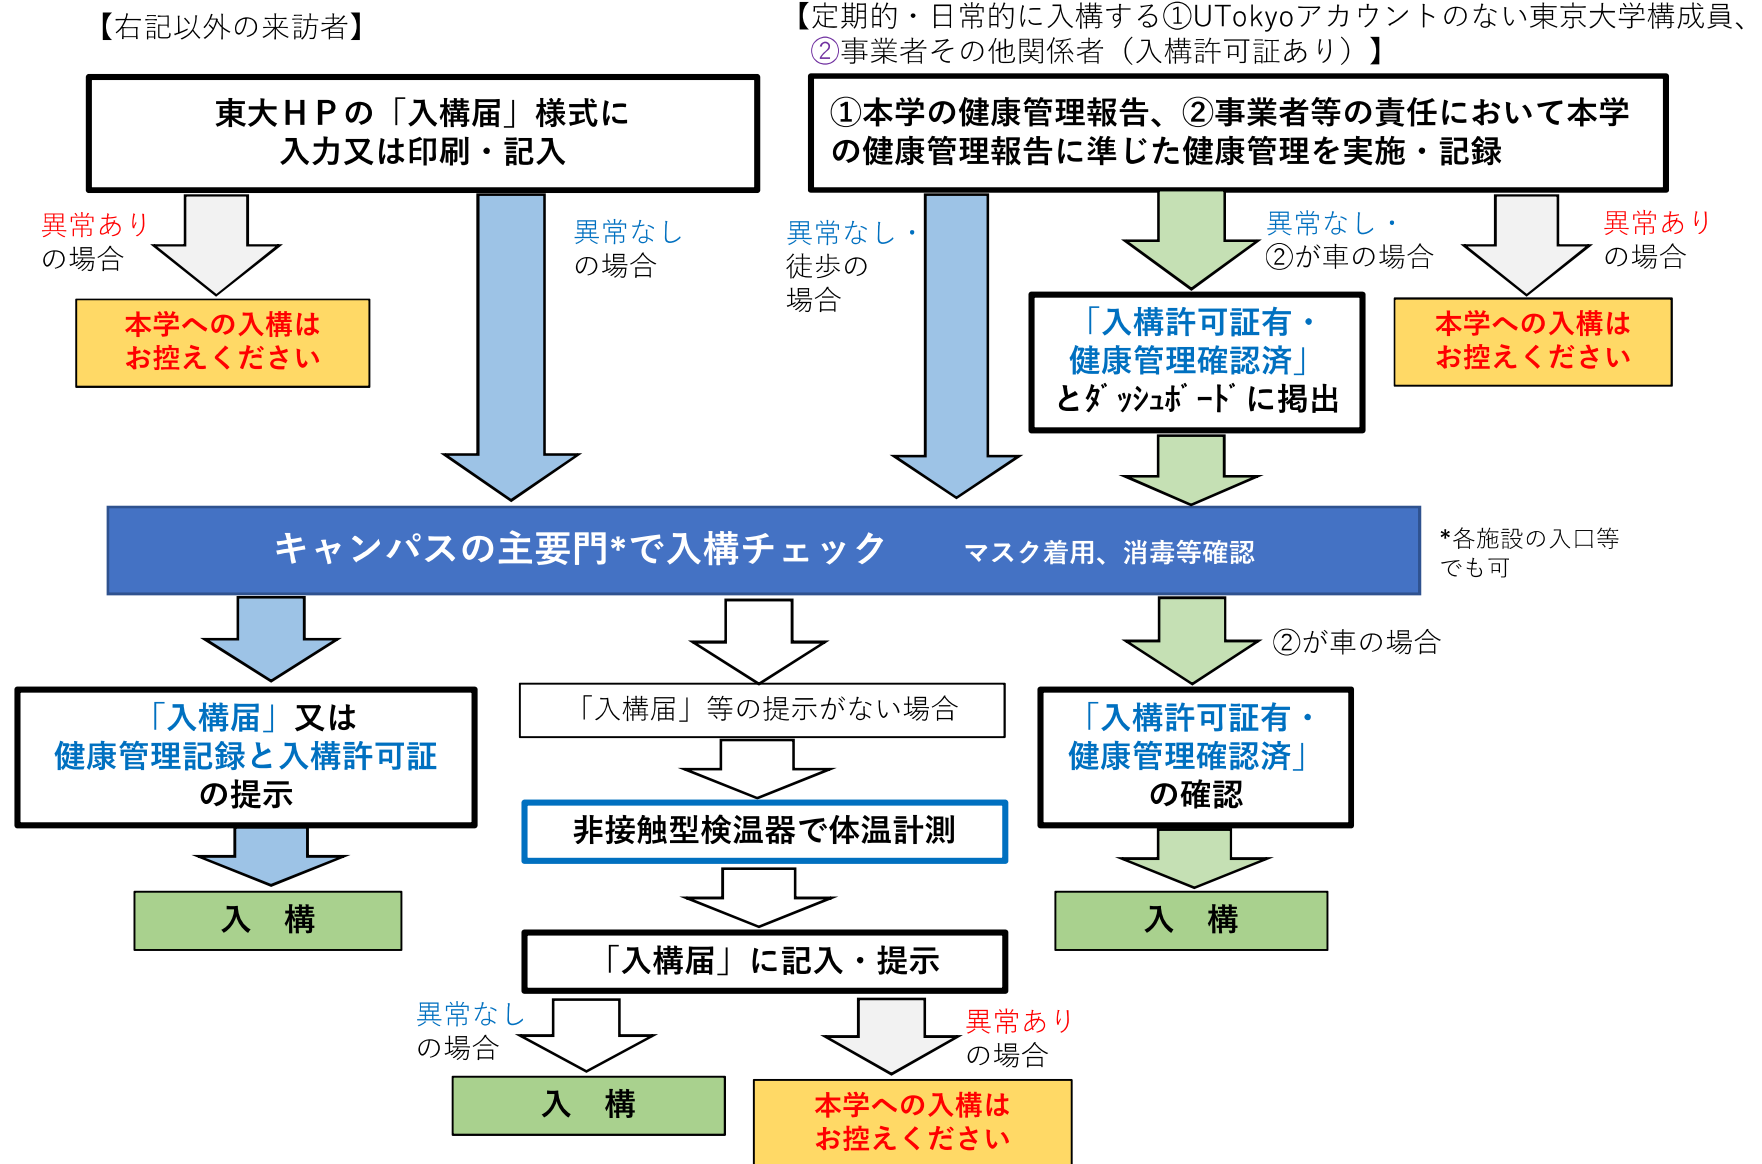 【右記以外の来訪者】
【定期的・日常的に入構する①UTokyoアカウントのない東京大学構成員、
②事業者その他関係者（入構許可証あり）】
東大ＨＰの「入構届」様式に
入力又は印刷・記入
①本学の健康管理報告、②事業者等の責任において本学
の健康管理報告に準じた健康管理を実施・記録
異常あり
の場合
異常なし
の場合
異常なし・
徒歩の
場合
異常なし・
②が車の場合
異常あり
の場合
本学への入構は
お控えください
「入構許可証有・
健康管理確認済」
とﾀﾞｯｼｭﾎﾞｰﾄﾞに掲出
本学への入構は
お控えください
キャンパスの主要門*で入構チェック　マスク着用、消毒等確認
*各施設の入口等
でも可
②が車の場合
「入構届」又は
健康管理記録と入構許可証
の提示
「入構届」等の提示がない場合
「入構許可証有・
健康管理確認済」
の確認
非接触型検温器で体温計測
入　構
入　構
「入構届」に記入・提示
異常なし
の場合
異常あり
の場合
入　構
本学への入構は
お控えください